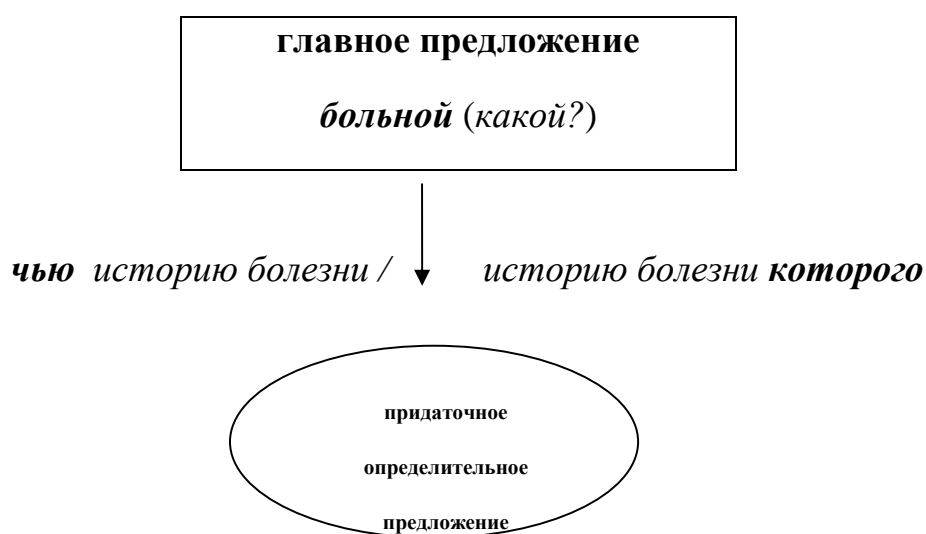 главное предложение
больной (какой?)
чью историю болезни / историю болезни которого
придаточное
определительное
предложение